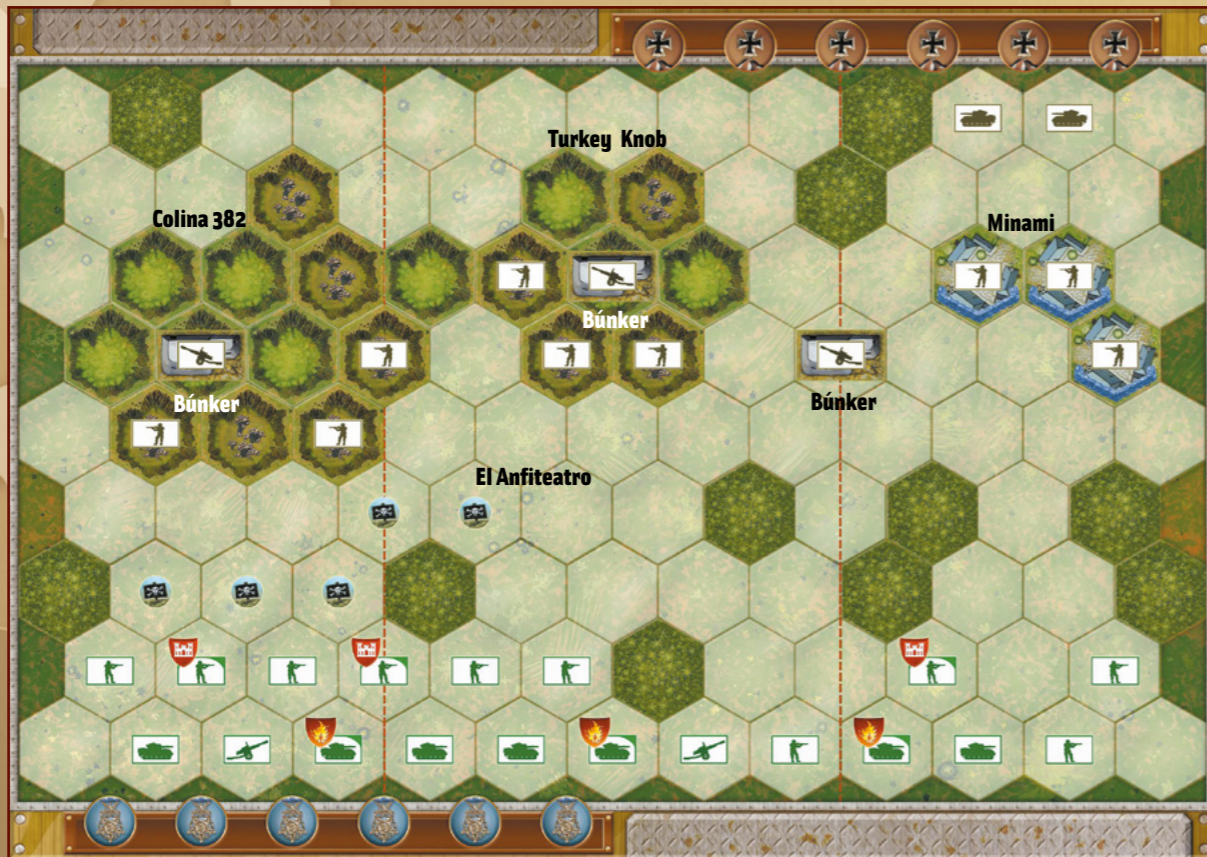 Turkey Knob
Colina 382
Minami
Búnker
Búnker
Búnker
El Anfiteatro